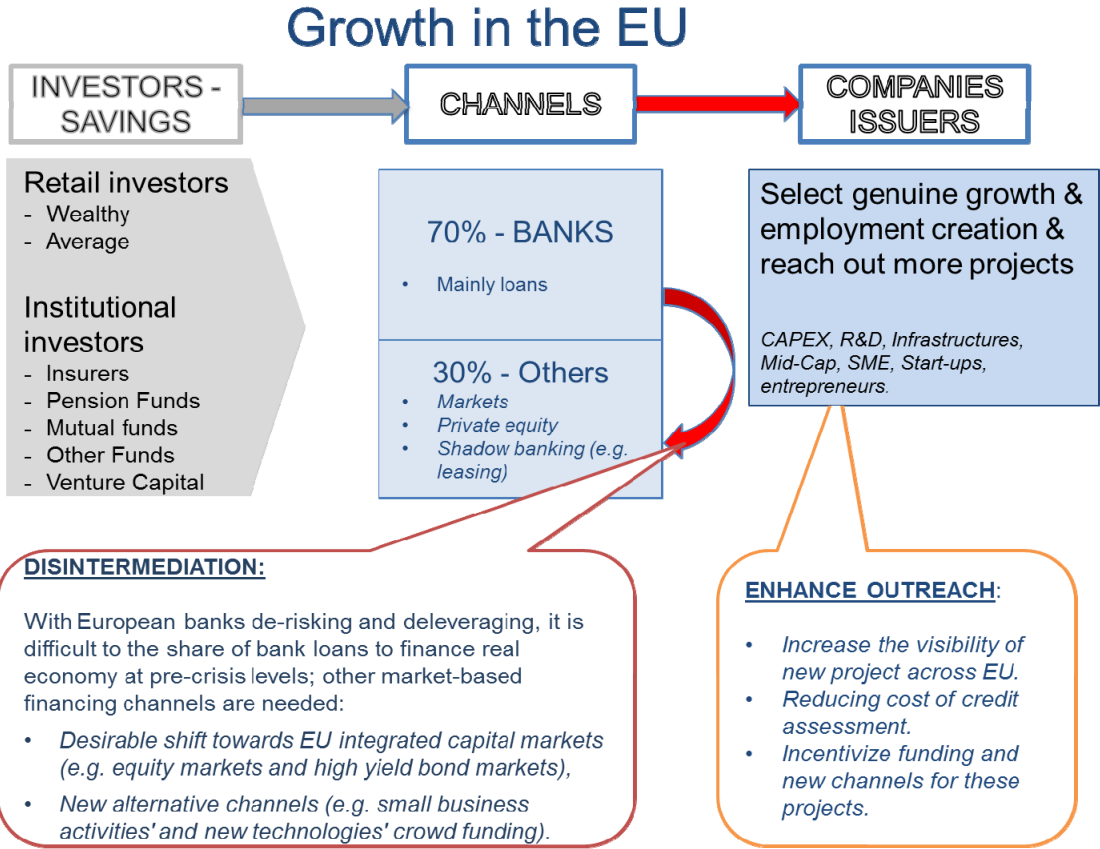 Growth in the EU
INVESTORS -
SAVINGS
CHANNELS
COMPANIES
ISSUERS
Retail investors
- Wealthy
- Average
Institutional
investors
- Insurers
- Pension Funds
- Mutual funds
- Other Funds
- Venture Capital
70% - BANKS
• Mainly loans
30% - Others
• Markets
• Private equity
• Shadow banking (e.g.
leasing)
Select genuine growth &
employment creation &
reach out more projects
CAPEX, R&D, Infrastructures,
Mid-Cap, SME, Start-ups,
entrepreneurs.
DISINTERMEDIATION:
With European banks de-risking and deleveraging, it is
difficult to the share of bank loans to finance real
economy at pre-crisis levels; other market-based
financing channels are needed:
• Desirable shift towards EU integrated capital markets
(e.g. equity markets and high yield bond markets),
• New alternative channels (e.g. small business
activities' and new technologies' crowd funding).
ENHANCE OUTREACH:
• Increase the visibility of
new project across EU.
• Reducing cost of credit
assessment.
• Incentivize funding and
new channels for these
projects.